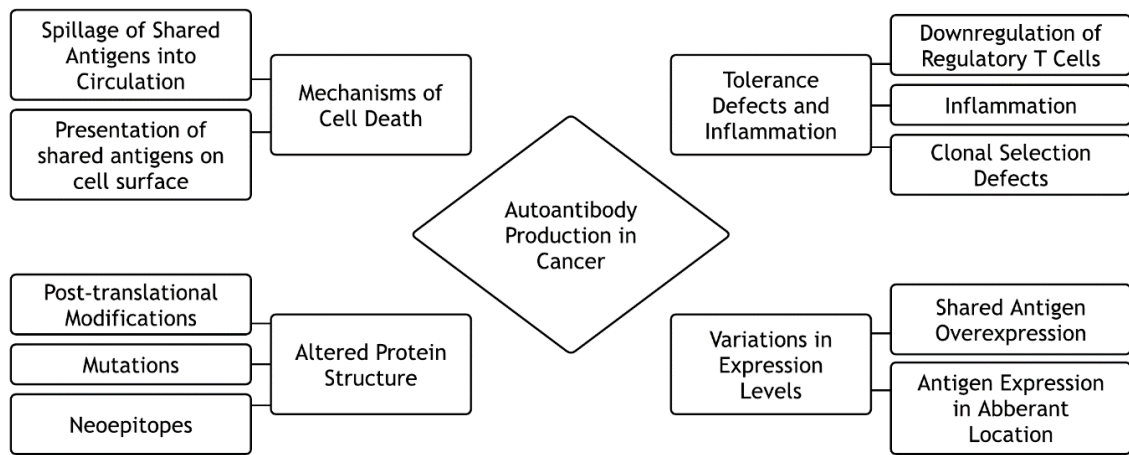 Spillage of Shared
Antigens into
Circulation
Presentation of
shared antigens on
cell surface
Mechanisms of
Cell Death
Tolerance
Defects and
Inflammation
Downregulation of
Regulatory T Cells
Inflammation
Clonal Selection
Defects
Autoantibody
Production in
Cancer
Post-translational
Modifications
Mutations
Neoepitopes
Altered Protein
Structure
Variations in
Expression
Levels
Shared Antigen
Overexpression
Antigen Expression
in Abberant
Location